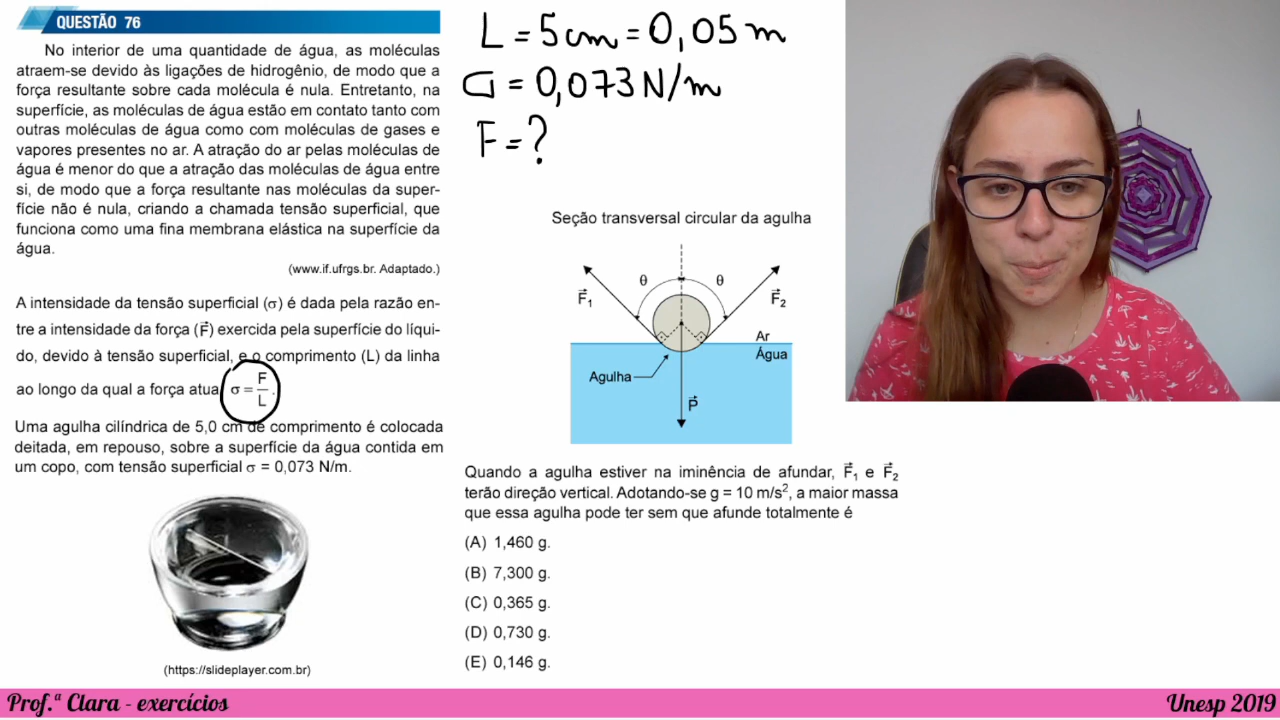 QUESTÃO 76
No interior de uma quantidade de água, as moléculas
atraem-se devido às ligações de hidrogênio, de modo que a
força resultante sobre cada molécula é nula. Entretanto, na
superfície, as moléculas de água estão em contato tanto com
outras moléculas de água como com moléculas de gases e
vapores presentes no ar. A atração do ar pelas moléculas de
água é menor do que a atração das moléculas de água entre
si, de modo que a força resultante nas moléculas da super-
fície não é nula, criando a chamada tensão superficial, que
funciona como uma fina membrana elástica na superfície da
água.
(www.if.ufrgs.br. Adaptado.)
A intensidade da tensão superficial (σ) é dada pela razão en-
tre a intensidade da força (F⃗) exercida pela superfície do líqui-
do, devido à tensão superficial, e o comprimento (L) da linha
ao longo da qual a força atua σ = F/L.
Uma agulha cilíndrica de 5,0 cm de comprimento é colocada
deitada, em repouso, sobre a superfície da água contida em
um copo, com tensão superficial σ = 0,073 N/m.
(https://slideplayer.com.br)
L = 5cm = 0,05 m
σ = 0,073 N/m
F = ?
Seção transversal circular da agulha
θ θ
F⃗₁ F⃗₂
Ar
Água
Agulha
P⃗
Quando a agulha estiver na iminência de afundar, F⃗₁ e F⃗₂
terão direção vertical. Adotando-se g = 10 m/s², a maior massa
que essa agulha pode ter sem que afunde totalmente é
(A) 1,460 g.
(B) 7,300 g.
(C) 0,365 g.
(D) 0,730 g.
(E) 0,146 g.
Prof.ª Clara - exercícios
Unesp 2019